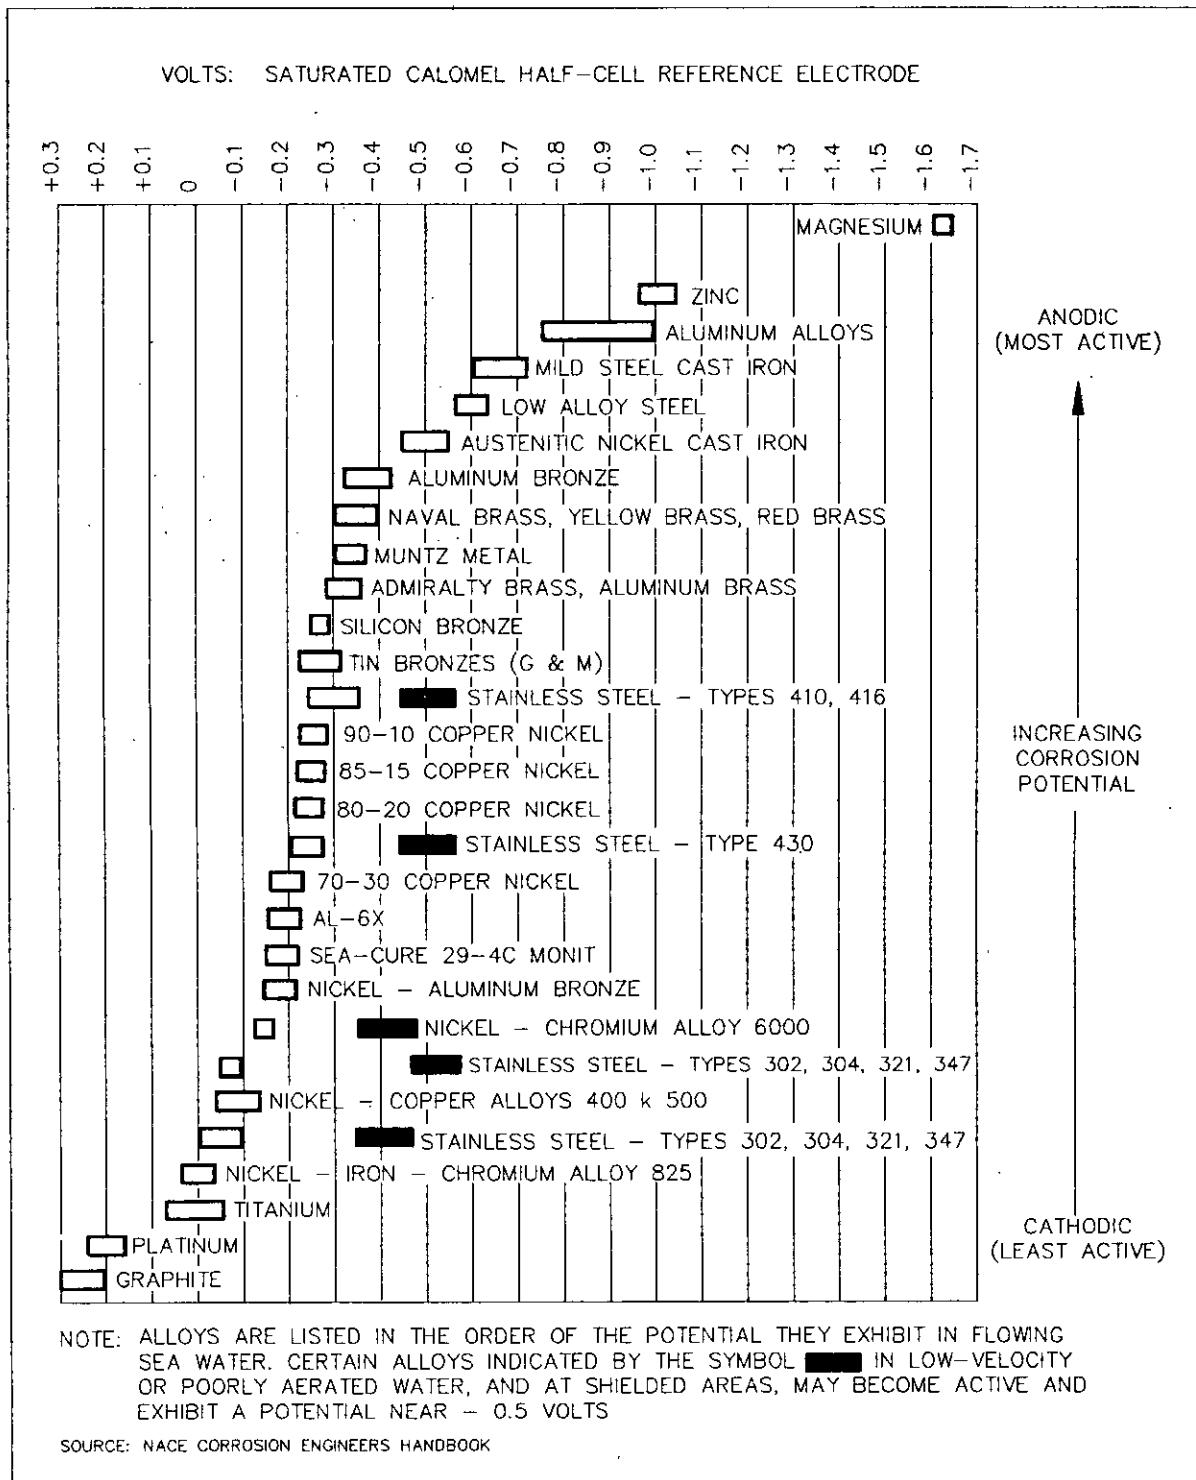 VOLTS: SATURATED CALOMEL HALF-CELL REFERENCE ELECTRODE
+0.3 +0.2 +0.1 0 -0.1 -0.2 -0.3 -0.4 -0.5 -0.6 -0.7 -0.8 -0.9 -1.0 -1.1 -1.2 -1.3 -1.4 -1.5 -1.6 -1.7
MAGNESIUM
ZINC
ALUMINUM ALLOYS
MILD STEEL CAST IRON
LOW ALLOY STEEL
AUSTENITIC NICKEL CAST IRON
ALUMINUM BRONZE
NAVAL BRASS, YELLOW BRASS, RED BRASS
MUNTZ METAL
ADMIRALTY BRASS, ALUMINUM BRASS
SILICON BRONZE
TIN BRONZES (G & M)
STAINLESS STEEL - TYPES 410, 416
90-10 COPPER NICKEL
85-15 COPPER NICKEL
80-20 COPPER NICKEL
STAINLESS STEEL - TYPE 430
70-30 COPPER NICKEL
AL-6X
SEA-CURE 29-4C MONIT
NICKEL - ALUMINUM BRONZE
NICKEL - CHROMIUM ALLOY 6000
STAINLESS STEEL - TYPES 302, 304, 321, 347
NICKEL - COPPER ALLOYS 400 k 500
STAINLESS STEEL - TYPES 302, 304, 321, 347
NICKEL - IRON - CHROMIUM ALLOY 825
TITANIUM
PLATINUM
GRAPHITE
ANODIC
(MOST ACTIVE)
INCREASING
CORROSION
POTENTIAL
CATHODIC
(LEAST ACTIVE)
NOTE: ALLOYS ARE LISTED IN THE ORDER OF THE POTENTIAL THEY EXHIBIT IN FLOWING
SEA WATER. CERTAIN ALLOYS INDICATED BY THE SYMBOL IN LOW-VELOCITY
OR POORLY AERATED WATER, AND AT SHIELDED AREAS, MAY BECOME ACTIVE AND
EXHIBIT A POTENTIAL NEAR - 0.5 VOLTS
SOURCE: NACE CORROSION ENGINEERS HANDBOOK